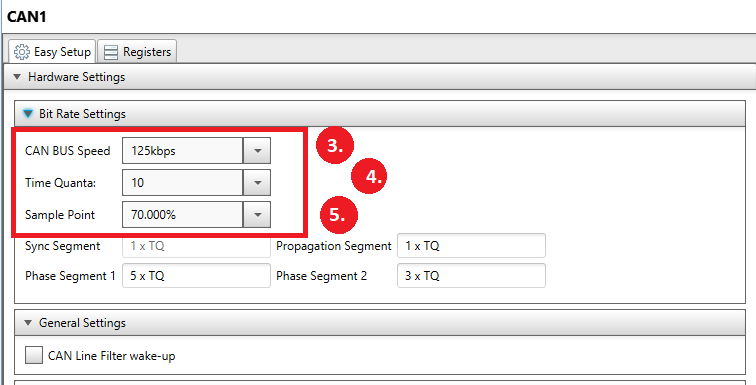 CAN1
Easy Setup Registers
Hardware Settings
Bit Rate Settings
CAN BUS Speed 125kbps 3.
Time Quanta: 10 4.
Sample Point 70.000% 5.
Sync Segment 1 x TQ Propagation Segment 1 x TQ
Phase Segment 1 5 x TQ Phase Segment 2 3 x TQ
General Settings
CAN Line Filter wake-up